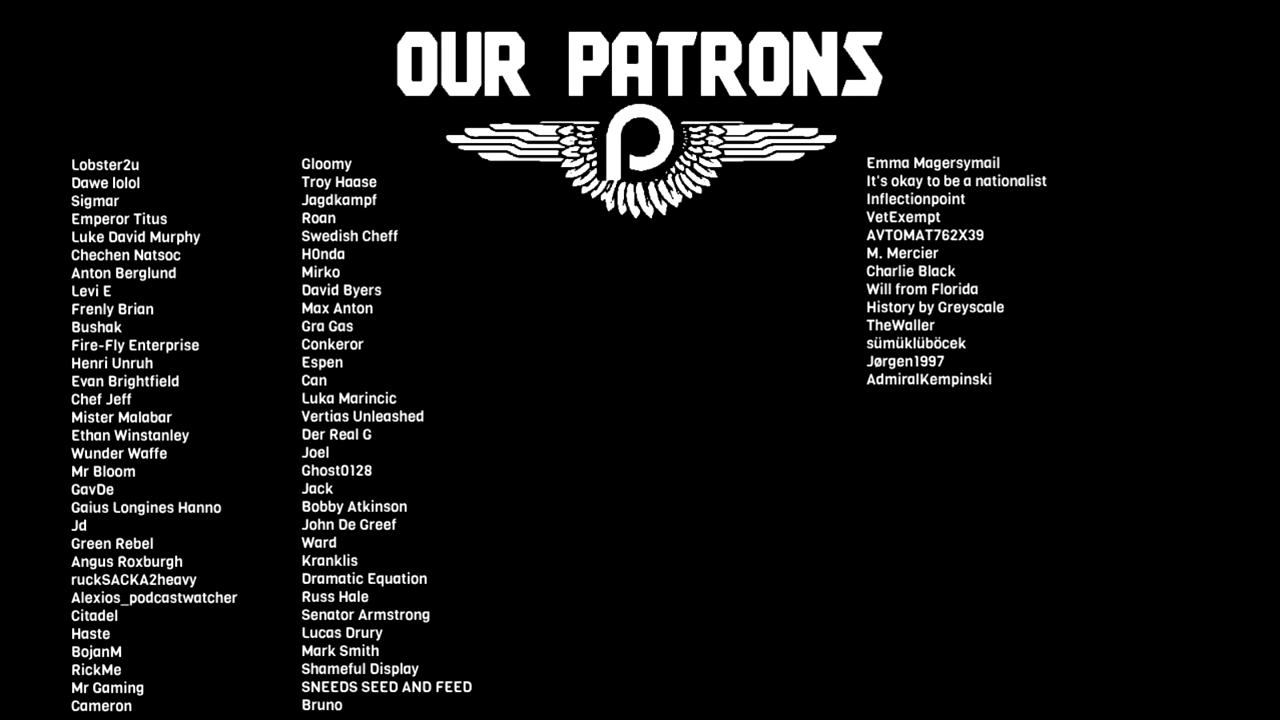 OUR PATRONS
Lobster2u
Dawe lolol
Sigmar
Emperor Titus
Luke David Murphy
Chechen Natsoc
Anton Berglund
Levi E
Frenly Brian
Bushak
Fire-Fly Enterprise
Henri Unruh
Evan Brightfield
Chef Jeff
Mister Malabar
Ethan Winstanley
Wunder Waffe
Mr Bloom
GavDe
Gaius Longines Hanno
Jd
Green Rebel
Angus Roxburgh
ruckSACKA2heavy
Alexios_podcastwatcher
Citadel
Haste
BojanM
RickMe
Mr Gaming
Cameron
Gloomy
Troy Haase
Jagdkampf
Roan
Swedish Cheff
H0nda
Mirko
David Byers
Max Anton
Gra Gas
Conkeror
Espen
Can
Luka Marincic
Vertias Unleashed
Der Real G
Joel
Ghost0128
Jack
Bobby Atkinson
John De Greef
Ward
Kranklis
Dramatic Equation
Russ Hale
Senator Armstrong
Lucas Drury
Mark Smith
Shameful Display
SNEEDS SEED AND FEED
Bruno
Emma Magersymail
It's okay to be a nationalist
Inflectionpoint
VetExempt
AVTOMAT762X39
M. Mercier
Charlie Black
Will from Florida
History by Greyscale
TheWaller
sümüklüböcek
Jørgen1997
AdmiralKempinski